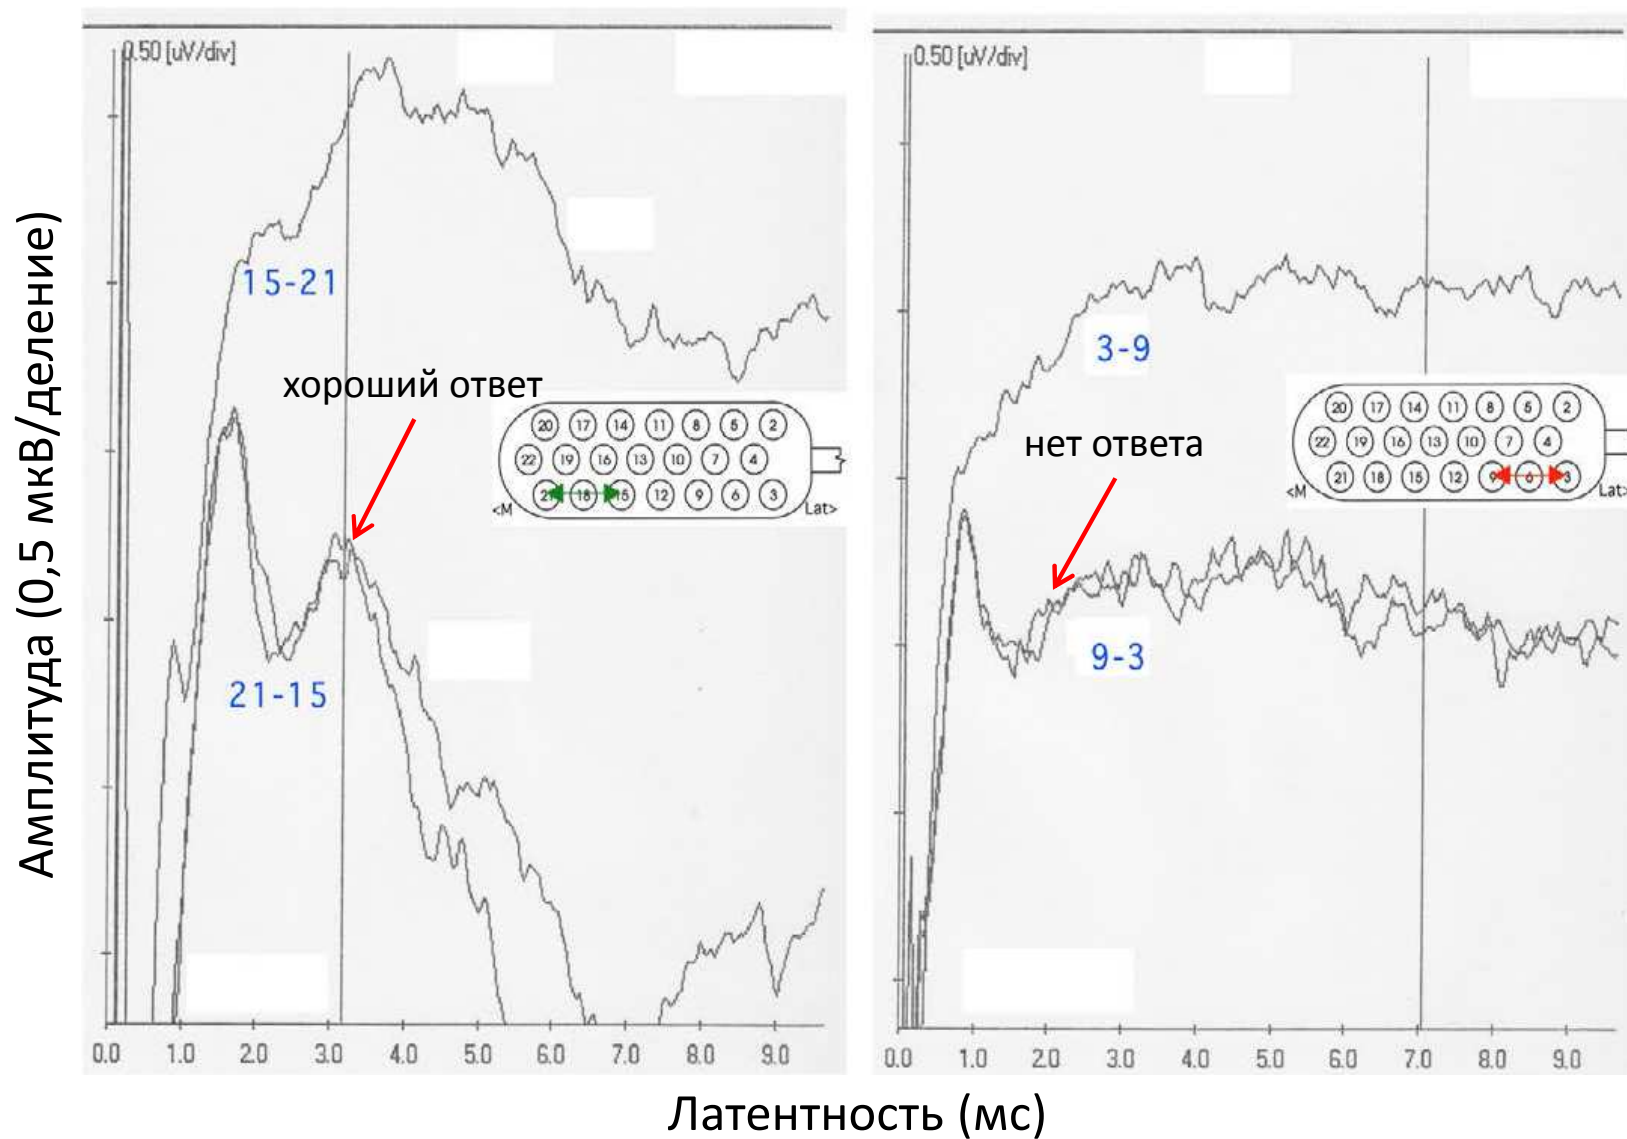 Амплитуда (0,5 мкВ/деление)
0.50 [uV/div]
15-21
хороший ответ
20 17 14 11 8 5 2
22 19 16 13 10 7 4
21 18 15 12 9 6 3
<M Lat>
21-15
0.0 1.0 2.0 3.0 4.0 5.0 6.0 7.0 8.0 9.0
0.50 [uV/div]
3-9
нет ответа
20 17 14 11 8 5 2
22 19 16 13 10 7 4
21 18 15 12 9 6 3
<M Lat>
9-3
0.0 1.0 2.0 3.0 4.0 5.0 6.0 7.0 8.0 9.0
Латентность (мс)